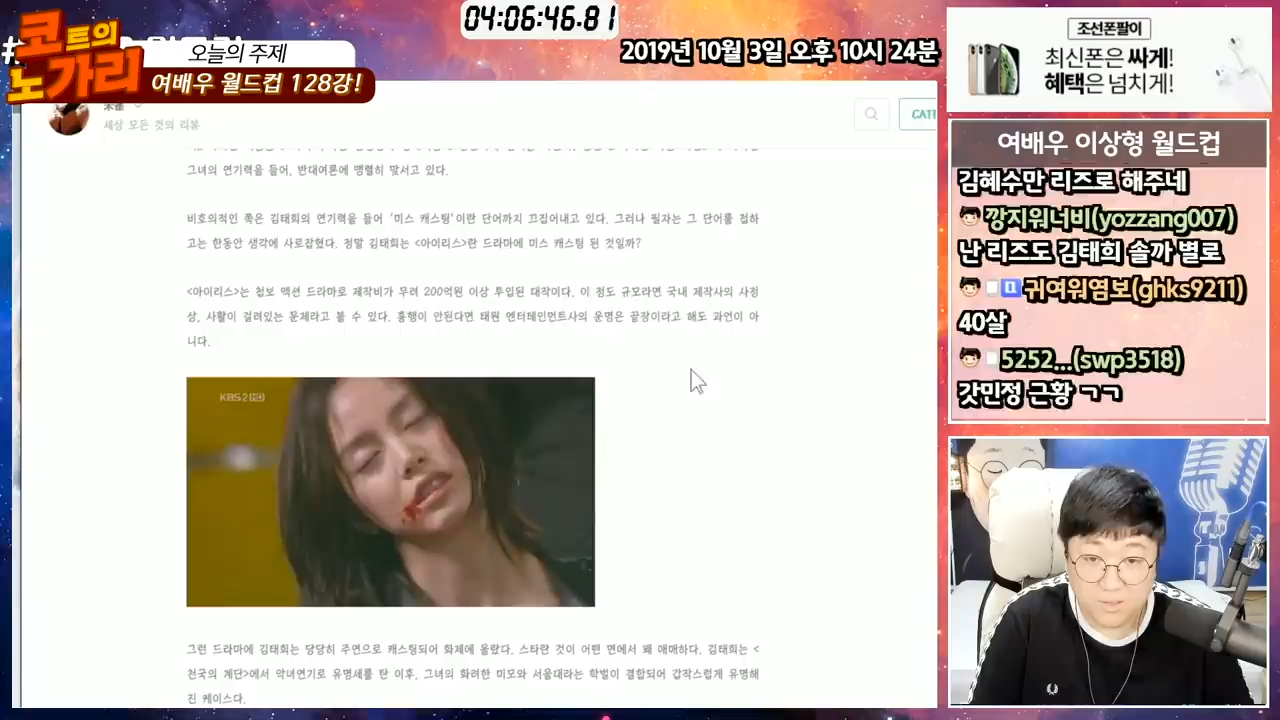 04:06:46.81
코트의
노가리
오늘의 주제
여배우 월드컵 128강!
2019년 10월 3일 오후 10시 24분
조선폰팔이
최신폰은 싸게!
혜택은 넘치게!
세상 모든 것의 리뷰
CATE
그녀의 연기력을 들어, 반대여론에 맹렬히 맞서고 있다.
비호의적인 쪽은 김태희의 연기력을 들어 '미스 캐스팅'이란 단어까지 끄집어내고 있다. 그러나 필자는 그 단어를 접하
고는 한동안 생각에 사로잡혔다. 정말 김태희는 <아이리스>란 드라마에 미스 캐스팅 된 것일까?
<아이리스>는 첩보 액션 드라마로 제작비가 무려 200억원 이상 투입된 대작이다. 이 정도 규모라면 국내 제작사의 사정
상, 사활이 걸려있는 문제라고 볼 수 있다. 흥행이 안된다면 태원 엔터테인먼트사의 운명은 끝장이라고 해도 과언이 아
니다.
KBS2 HD
그런 드라마에 김태희는 당당히 주연으로 캐스팅되어 화제에 올랐다. 스타란 것이 어떤 면에서 꽤 애매하다. 김태희는 <
천국의 계단>에서 악녀연기로 유명세를 탄 이후, 그녀의 화려한 미모와 서울대라는 학벌이 결합되어 갑작스럽게 유명해
진 케이스다.
여배우 이상형 월드컵
김혜수만 리즈로 해주네
깡지워너비(yozzang007)
난 리즈도 김태희 솔까 별로
귀여워염보(ghks9211)
40살
5252...(swp3518)
갓민정 근황 ㄱㄱ